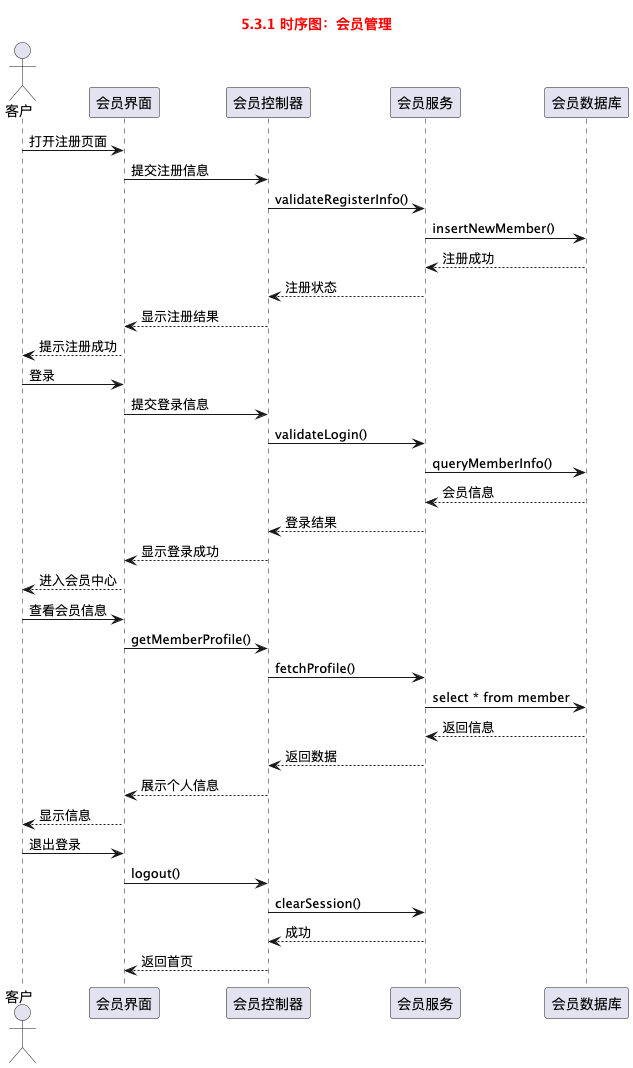 5.3.1 时序图：会员管理
客户
会员界面
会员控制器
会员服务
会员数据库
打开注册页面
提交注册信息
validateRegisterInfo()
insertNewMember()
注册成功
注册状态
显示注册结果
提示注册成功
登录
提交登录信息
validateLogin()
queryMemberInfo()
会员信息
登录结果
显示登录成功
进入会员中心
查看会员信息
getMemberProfile()
fetchProfile()
select * from member
返回信息
返回数据
展示个人信息
显示信息
退出登录
logout()
clearSession()
成功
返回首页
客户
会员界面
会员控制器
会员服务
会员数据库